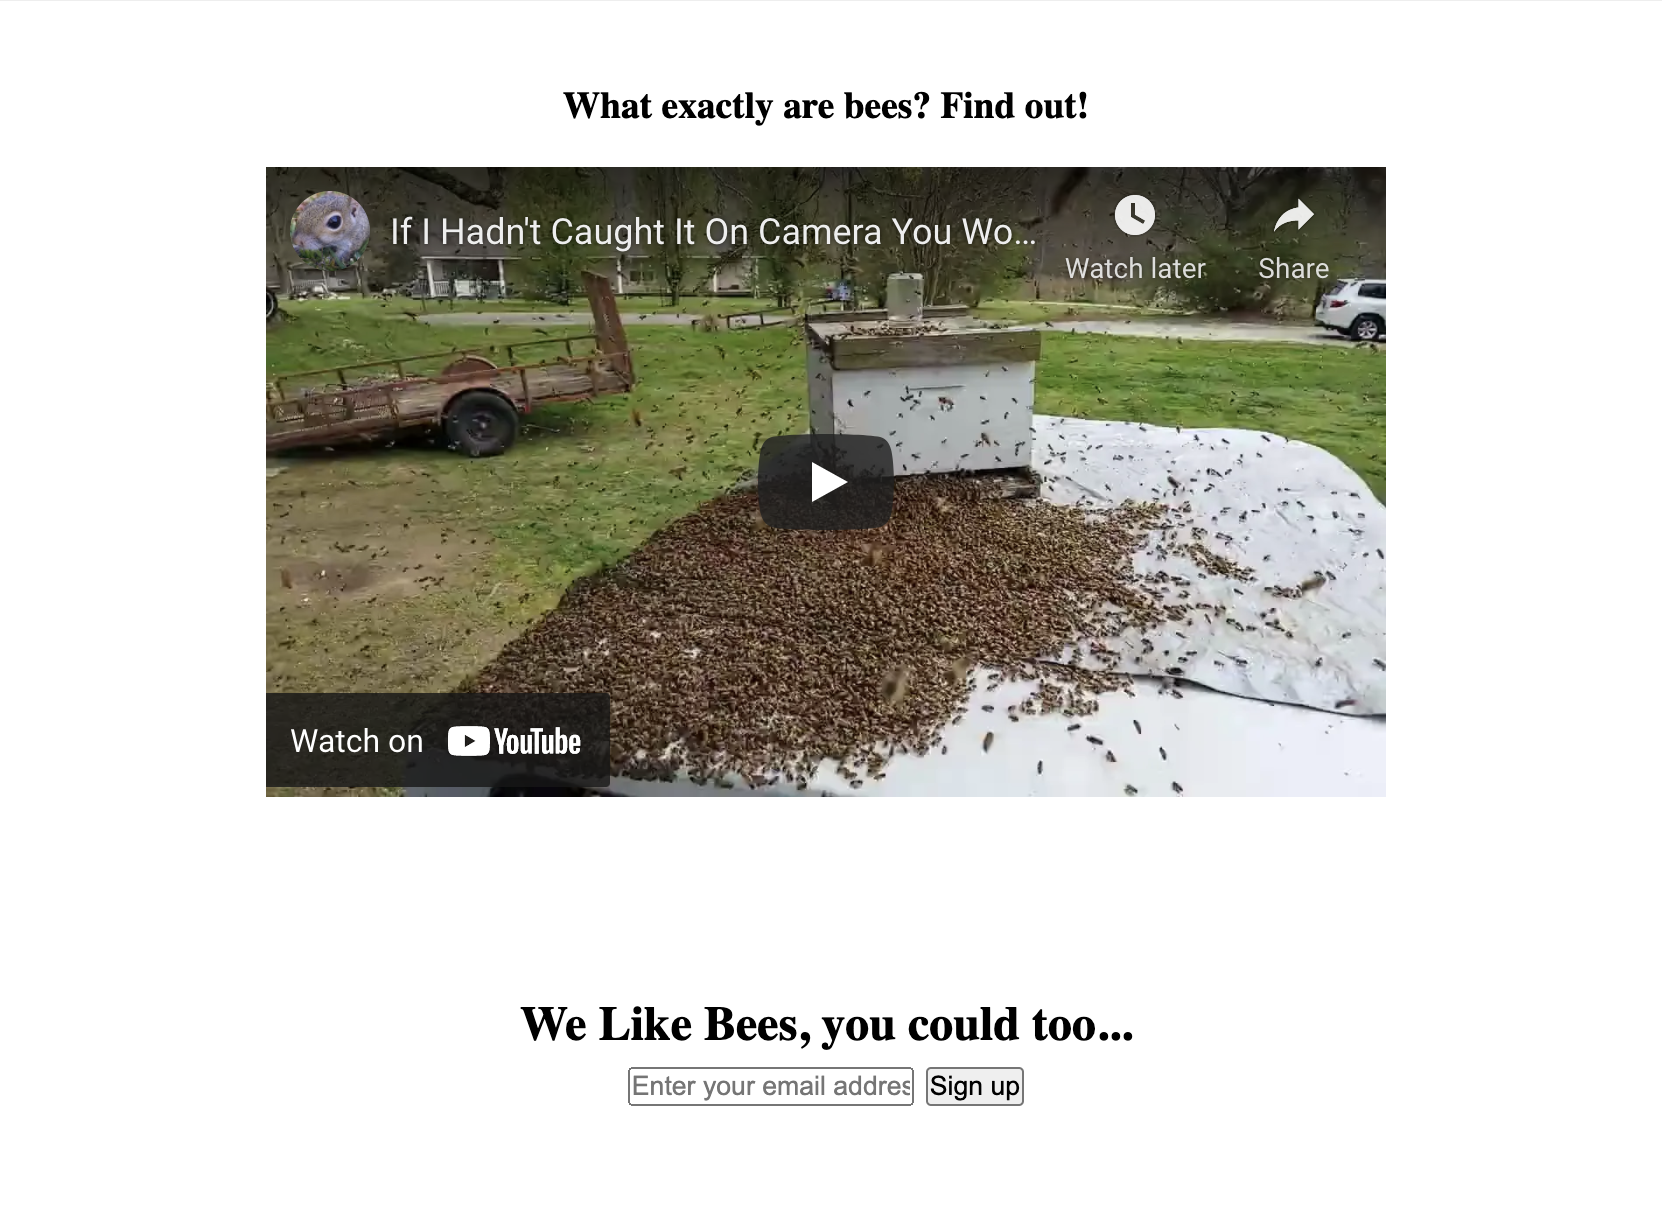 What exactly are bees? Find out!
If I Hadn't Caught It On Camera You Wo...
Watch later
Share
Watch on YouTube
We Like Bees, you could too...
Enter your email addres
Sign up